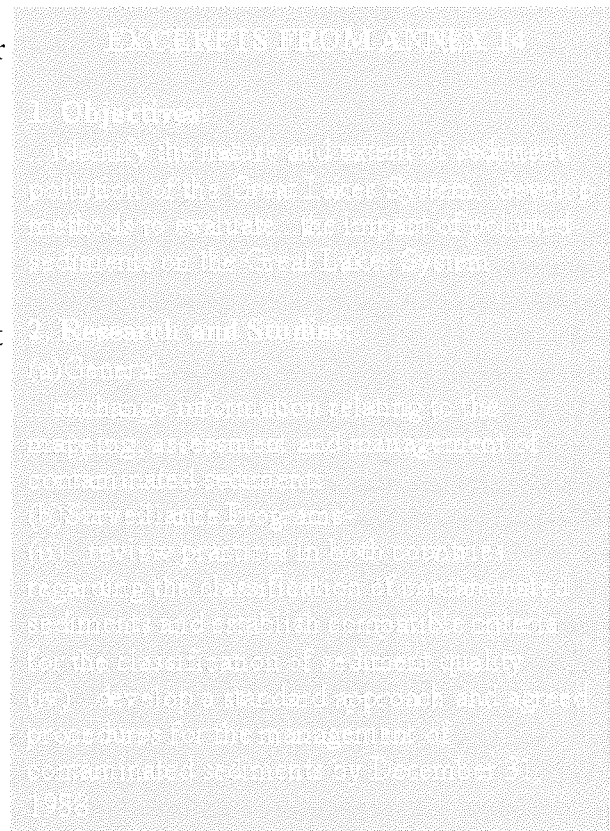 r
EXCERPTS FROM ANNEX 14
1. Objectives:
...identify the nature and extent of sediment
pollution of the Great Lakes System...develop
methods to evaluate...the impact of polluted
sediments on the Great Lakes System
2. Research and Studies:
(a)General-
...exchange information relating to the
mapping, assessment and management of
contaminated sediments
(b)Surveillance Programs-
...review practices in both countries
regarding the classification of contaminated
sediments and establish compatible criteria
for the classification of sediment quality
(iv)...develop a standard approach and agreed
procedures for the management of
contaminated sediments by December 31,